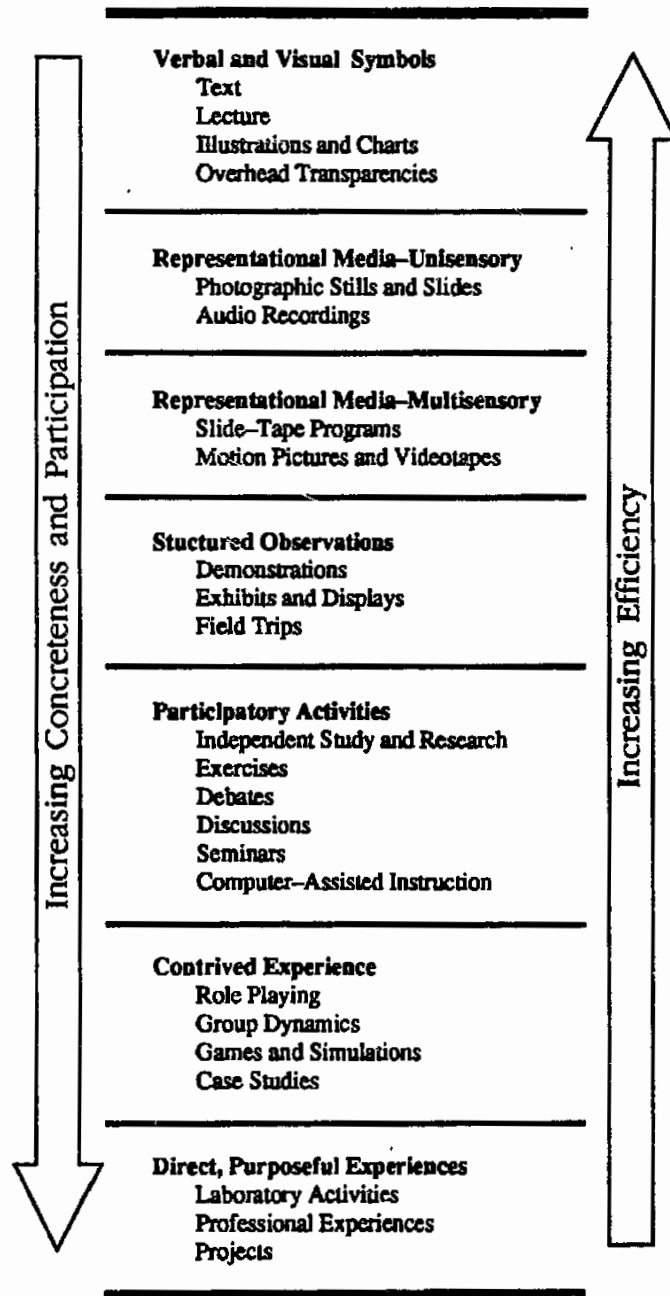 Verbal and Visual Symbols
Text
Lecture
Illustrations and Charts
Overhead Transparencies
Representational Media–Unisensory
Photographic Stills and Slides
Audio Recordings
Representational Media–Multisensory
Slide–Tape Programs
Motion Pictures and Videotapes
Stuctured Observations
Demonstrations
Exhibits and Displays
Field Trips
Participatory Activities
Independent Study and Research
Exercises
Debates
Discussions
Seminars
Computer–Assisted Instruction
Contrived Experience
Role Playing
Group Dynamics
Games and Simulations
Case Studies
Direct, Purposeful Experiences
Laboratory Activities
Professional Experiences
Projects
Increasing Concreteness and Participation
Increasing Efficiency